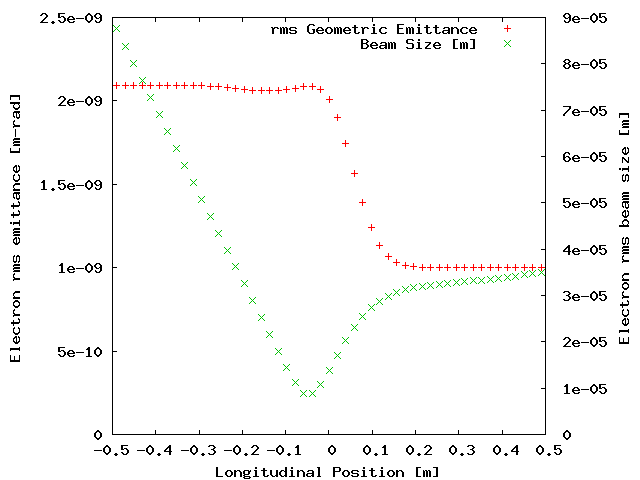 2.5e-09
2e-09
1.5e-09
1e-09
5e-10
0
Electron rms emittance [m-rad]
rms Geometric Emittance
Beam Size [m]
9e-05
8e-05
7e-05
6e-05
5e-05
4e-05
3e-05
2e-05
1e-05
0
Electron rms beam size [m]
-0.5 -0.4 -0.3 -0.2 -0.1 0 0.1 0.2 0.3 0.4 0.5
Longitudinal Position [m]